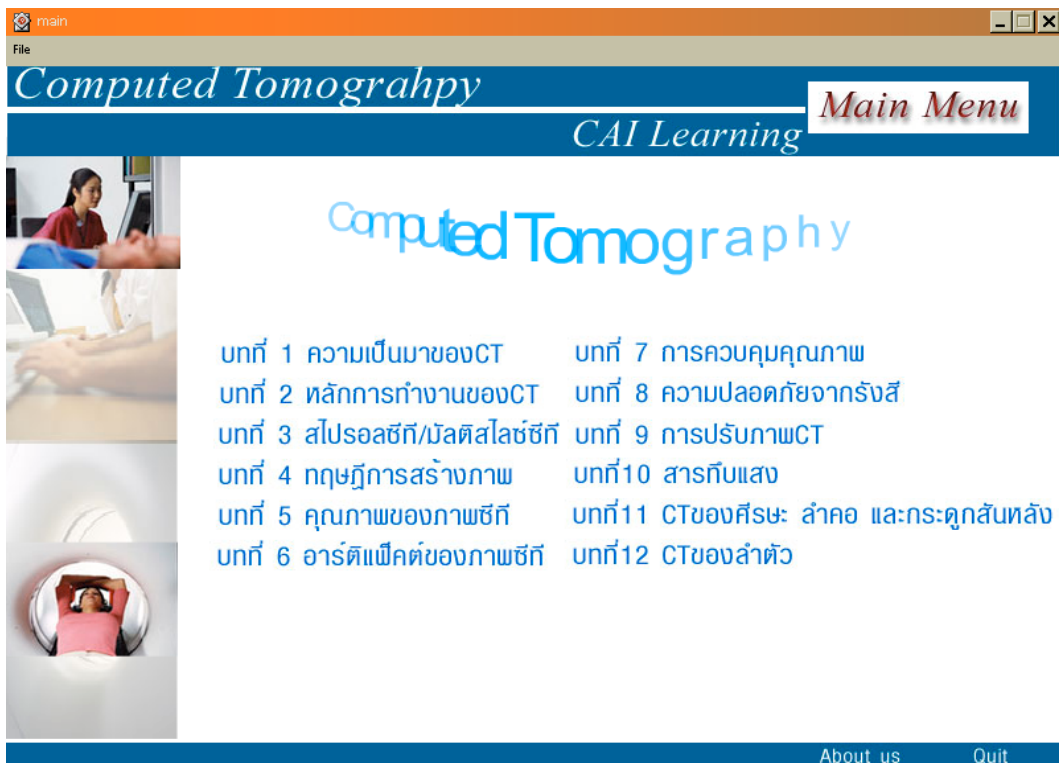 main
File
Computed Tomograhpy
Main Menu
CAI Learning
Computed Tomography
บทที่ 1 ความเป็นมาของCT
บทที่ 2 หลักการทำงานของCT
บทที่ 3 สไปรอลซีที/มัลติสไลซ์ซีที
บทที่ 4 ทฤษฎีการสร้างภาพ
บทที่ 5 คุณภาพของภาพซีที
บทที่ 6 อาร์ติแฟ็คต์ของภาพซีที
บทที่ 7 การควบคุมคุณภาพ
บทที่ 8 ความปลอดภัยจากรังสี
บทที่ 9 การปรับภาพCT
บทที่10 สารทึบแสง
บทที่11 CTของศีรษะ ลำคอ และกระดูกสันหลัง
บทที่12 CTของลำตัว
About us Quit